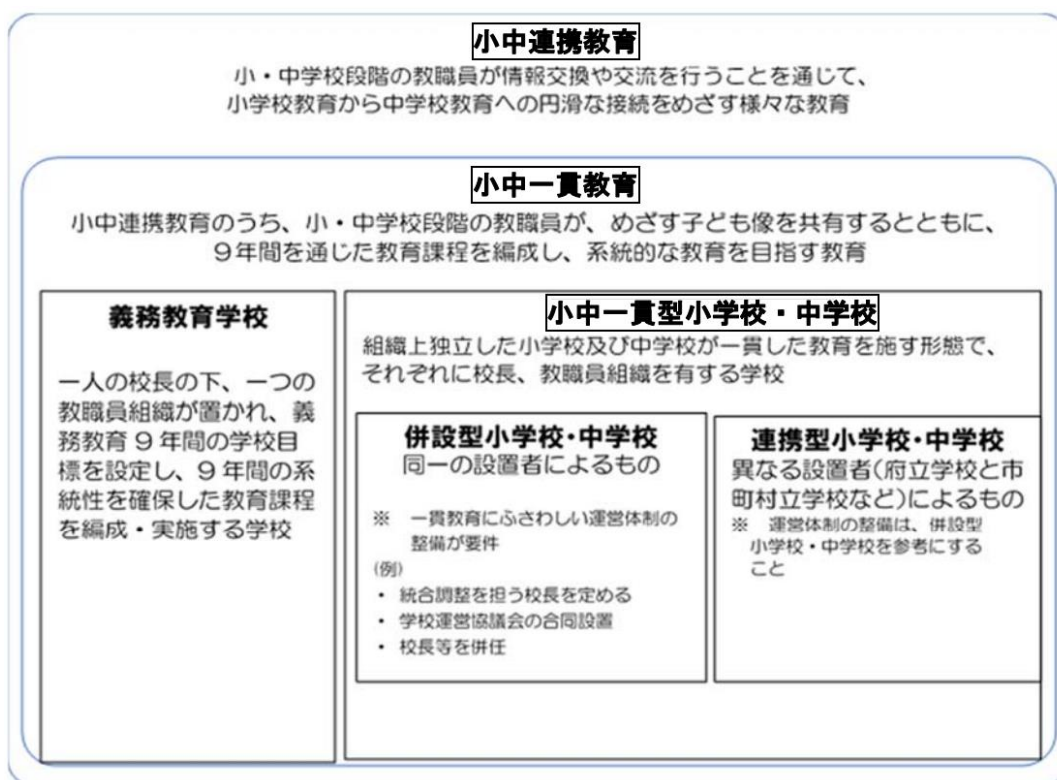 小中連携教育
小・中学校段階の教職員が情報交換や交流を行うことを通じて、
小学校教育から中学校教育への円滑な接続をめざす様々な教育
小中一貫教育
小中連携教育のうち、小・中学校段階の教職員が、めざす子ども像を共有するとともに、
９年間を通じた教育課程を編成し、系統的な教育を目指す教育
義務教育学校
一人の校長の下、一つの
教職員組織が置かれ、義
務教育 9 年間の学校目
標を設定し、9 年間の系
統性を確保した教育課程
を編成・実施する学校
小中一貫型小学校・中学校
組織上独立した小学校及び中学校が一貫した教育を施す形態で、
それぞれに校長、教職員組織を有する学校
併設型小学校・中学校
同一の設置者によるもの
※　一貫教育にふさわしい運営体制の
整備が要件
(例)
・ 統合調整を担う校長を定める
・ 学校運営協議会の合同設置
・ 校長等を併任
連携型小学校・中学校
異なる設置者(府立学校と市
町村立学校など)によるもの
※　運営体制の整備は、併設型
小学校・中学校を参考にする
こと